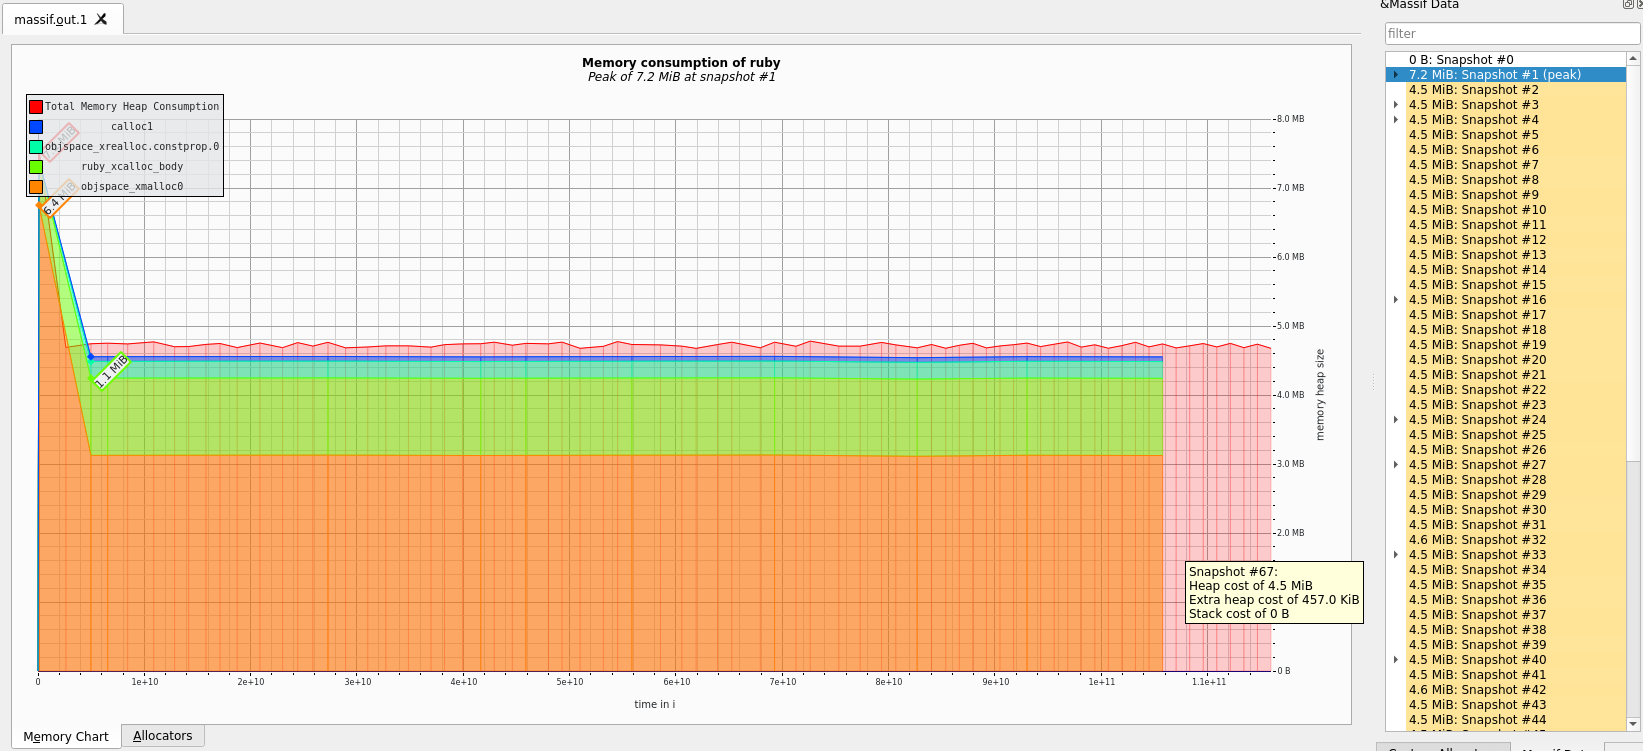 massif.out.1
&Massif Data
filter
Memory consumption of ruby
Peak of 7.2 MiB at snapshot #1
Total Memory Heap Consumption
calloc1
objspace_xrealloc.constprop.0
ruby_xcalloc_body
objspace_xmalloc0
6.4 MiB
1.1 MiB
8.0 MB
7.0 MB
6.0 MB
5.0 MB
4.0 MB
3.0 MB
2.0 MB
0 B
memory heap size
0
1e+10
2e+10
3e+10
4e+10
5e+10
6e+10
7e+10
8e+10
9e+10
1e+11
1.1e+11
time in i
Snapshot #67:
Heap cost of 4.5 MiB
Extra heap cost of 457.0 KiB
Stack cost of 0 B
Memory Chart
Allocators
0 B: Snapshot #0
7.2 MiB: Snapshot #1 (peak)
4.5 MiB: Snapshot #2
4.5 MiB: Snapshot #3
4.5 MiB: Snapshot #4
4.5 MiB: Snapshot #5
4.5 MiB: Snapshot #6
4.5 MiB: Snapshot #7
4.5 MiB: Snapshot #8
4.5 MiB: Snapshot #9
4.5 MiB: Snapshot #10
4.5 MiB: Snapshot #11
4.5 MiB: Snapshot #12
4.5 MiB: Snapshot #13
4.5 MiB: Snapshot #14
4.5 MiB: Snapshot #15
4.5 MiB: Snapshot #16
4.5 MiB: Snapshot #17
4.5 MiB: Snapshot #18
4.5 MiB: Snapshot #19
4.5 MiB: Snapshot #20
4.5 MiB: Snapshot #21
4.5 MiB: Snapshot #22
4.5 MiB: Snapshot #23
4.5 MiB: Snapshot #24
4.5 MiB: Snapshot #25
4.5 MiB: Snapshot #26
4.5 MiB: Snapshot #27
4.5 MiB: Snapshot #28
4.5 MiB: Snapshot #29
4.5 MiB: Snapshot #30
4.5 MiB: Snapshot #31
4.6 MiB: Snapshot #32
4.5 MiB: Snapshot #33
4.5 MiB: Snapshot #34
4.5 MiB: Snapshot #35
4.5 MiB: Snapshot #36
4.5 MiB: Snapshot #37
4.5 MiB: Snapshot #38
4.5 MiB: Snapshot #39
4.5 MiB: Snapshot #40
4.5 MiB: Snapshot #41
4.6 MiB: Snapshot #42
4.5 MiB: Snapshot #43
4.5 MiB: Snapshot #44